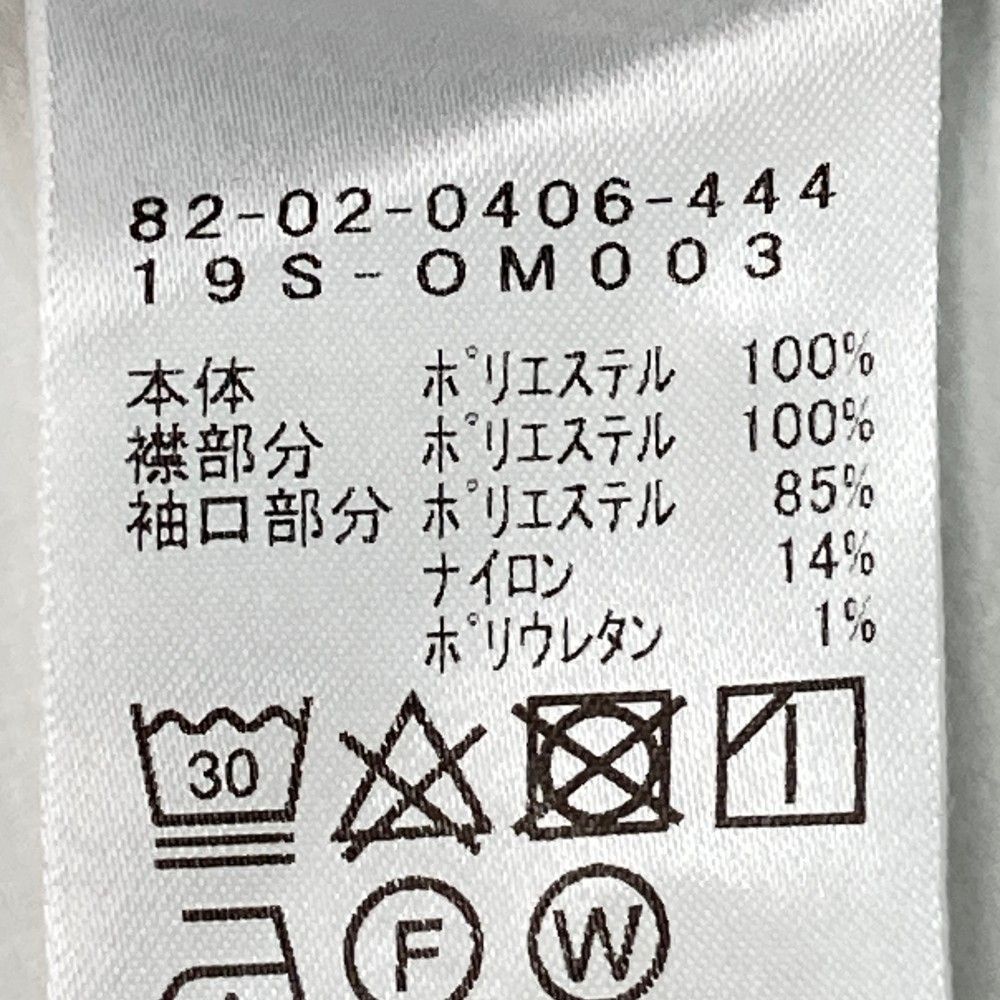 82-02-0406-444
19S-OM003
本体 ポリエステル 100%
襟部分 ポリエステル 100%
袖口部分 ポリエステル 85%
ナイロン 14%
ポリウレタン 1%
30
F W